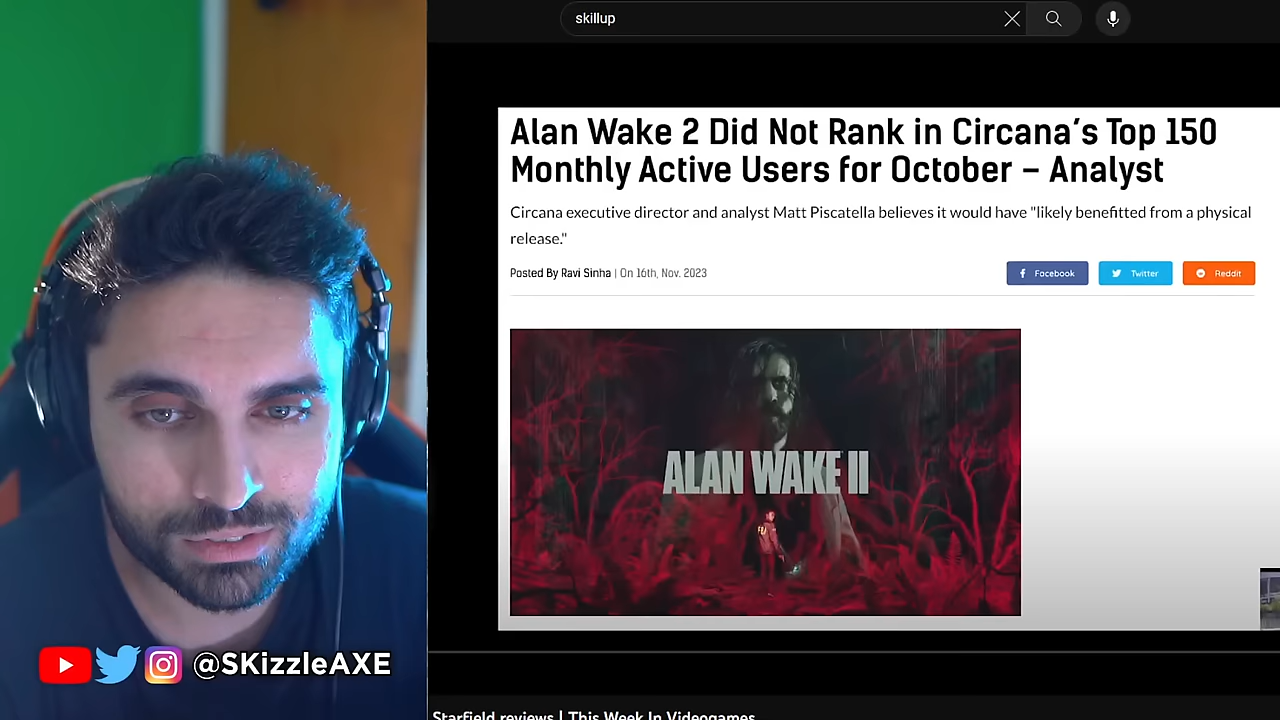 skillup
Alan Wake 2 Did Not Rank in Circana's Top 150
Monthly Active Users for October – Analyst
Circana executive director and analyst Matt Piscatella believes it would have "likely benefitted from a physical
release."
Posted By Ravi Sinha | On 16th, Nov. 2023
Facebook
Twitter
Reddit
ALAN WAKE II
@SKizzleAXE
Starfield reviews | This Week In Videogames